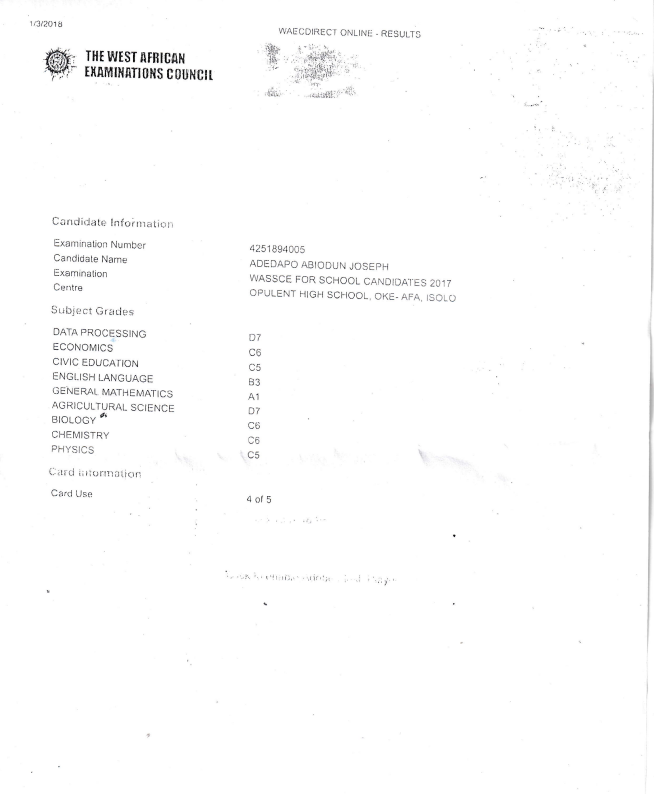 1/3/2018
WAECDIRECT ONLINE - RESULTS
THE WEST AFRICAN
EXAMINATIONS COUNCIL
Candidate Information
Examination Number 4251894005
Candidate Name ADEDAPO ABIODUN JOSEPH
Examination WASSCE FOR SCHOOL CANDIDATES 2017
Centre OPULENT HIGH SCHOOL, OKE- AFA, ISOLO
Subject Grades
DATA PROCESSING D7
ECONOMICS C6
CIVIC EDUCATION C5
ENGLISH LANGUAGE B3
GENERAL MATHEMATICS A1
AGRICULTURAL SCIENCE D7
BIOLOGY C6
CHEMISTRY C6
PHYSICS C5
Card Information
Card Use 4 of 5